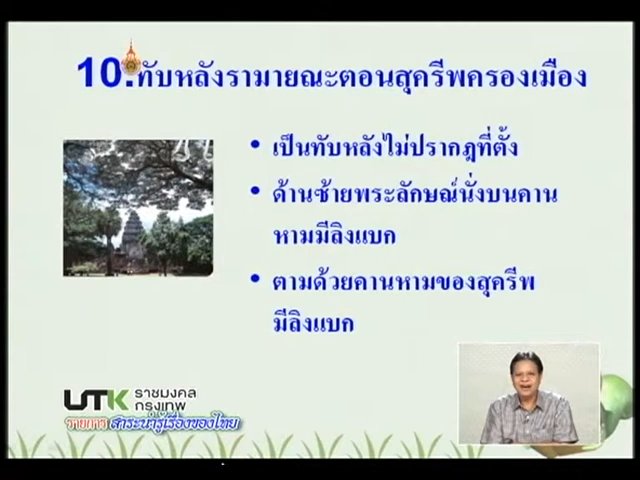 10.ทับหลังรามายณะตอนสุครีพครองเมือง
• เป็นทับหลังไม่ปรากฎที่ตั้ง
• ด้านซ้ายพระลักษณ์นั่งบนคาน
หามมีลิงแบก
• ตามด้วยคานหามของสุครีพ
มีลิงแบก
UTK ราชมงคล
กรุงเทพ
รายการ สาระน่ารู้เรื่องของไทย